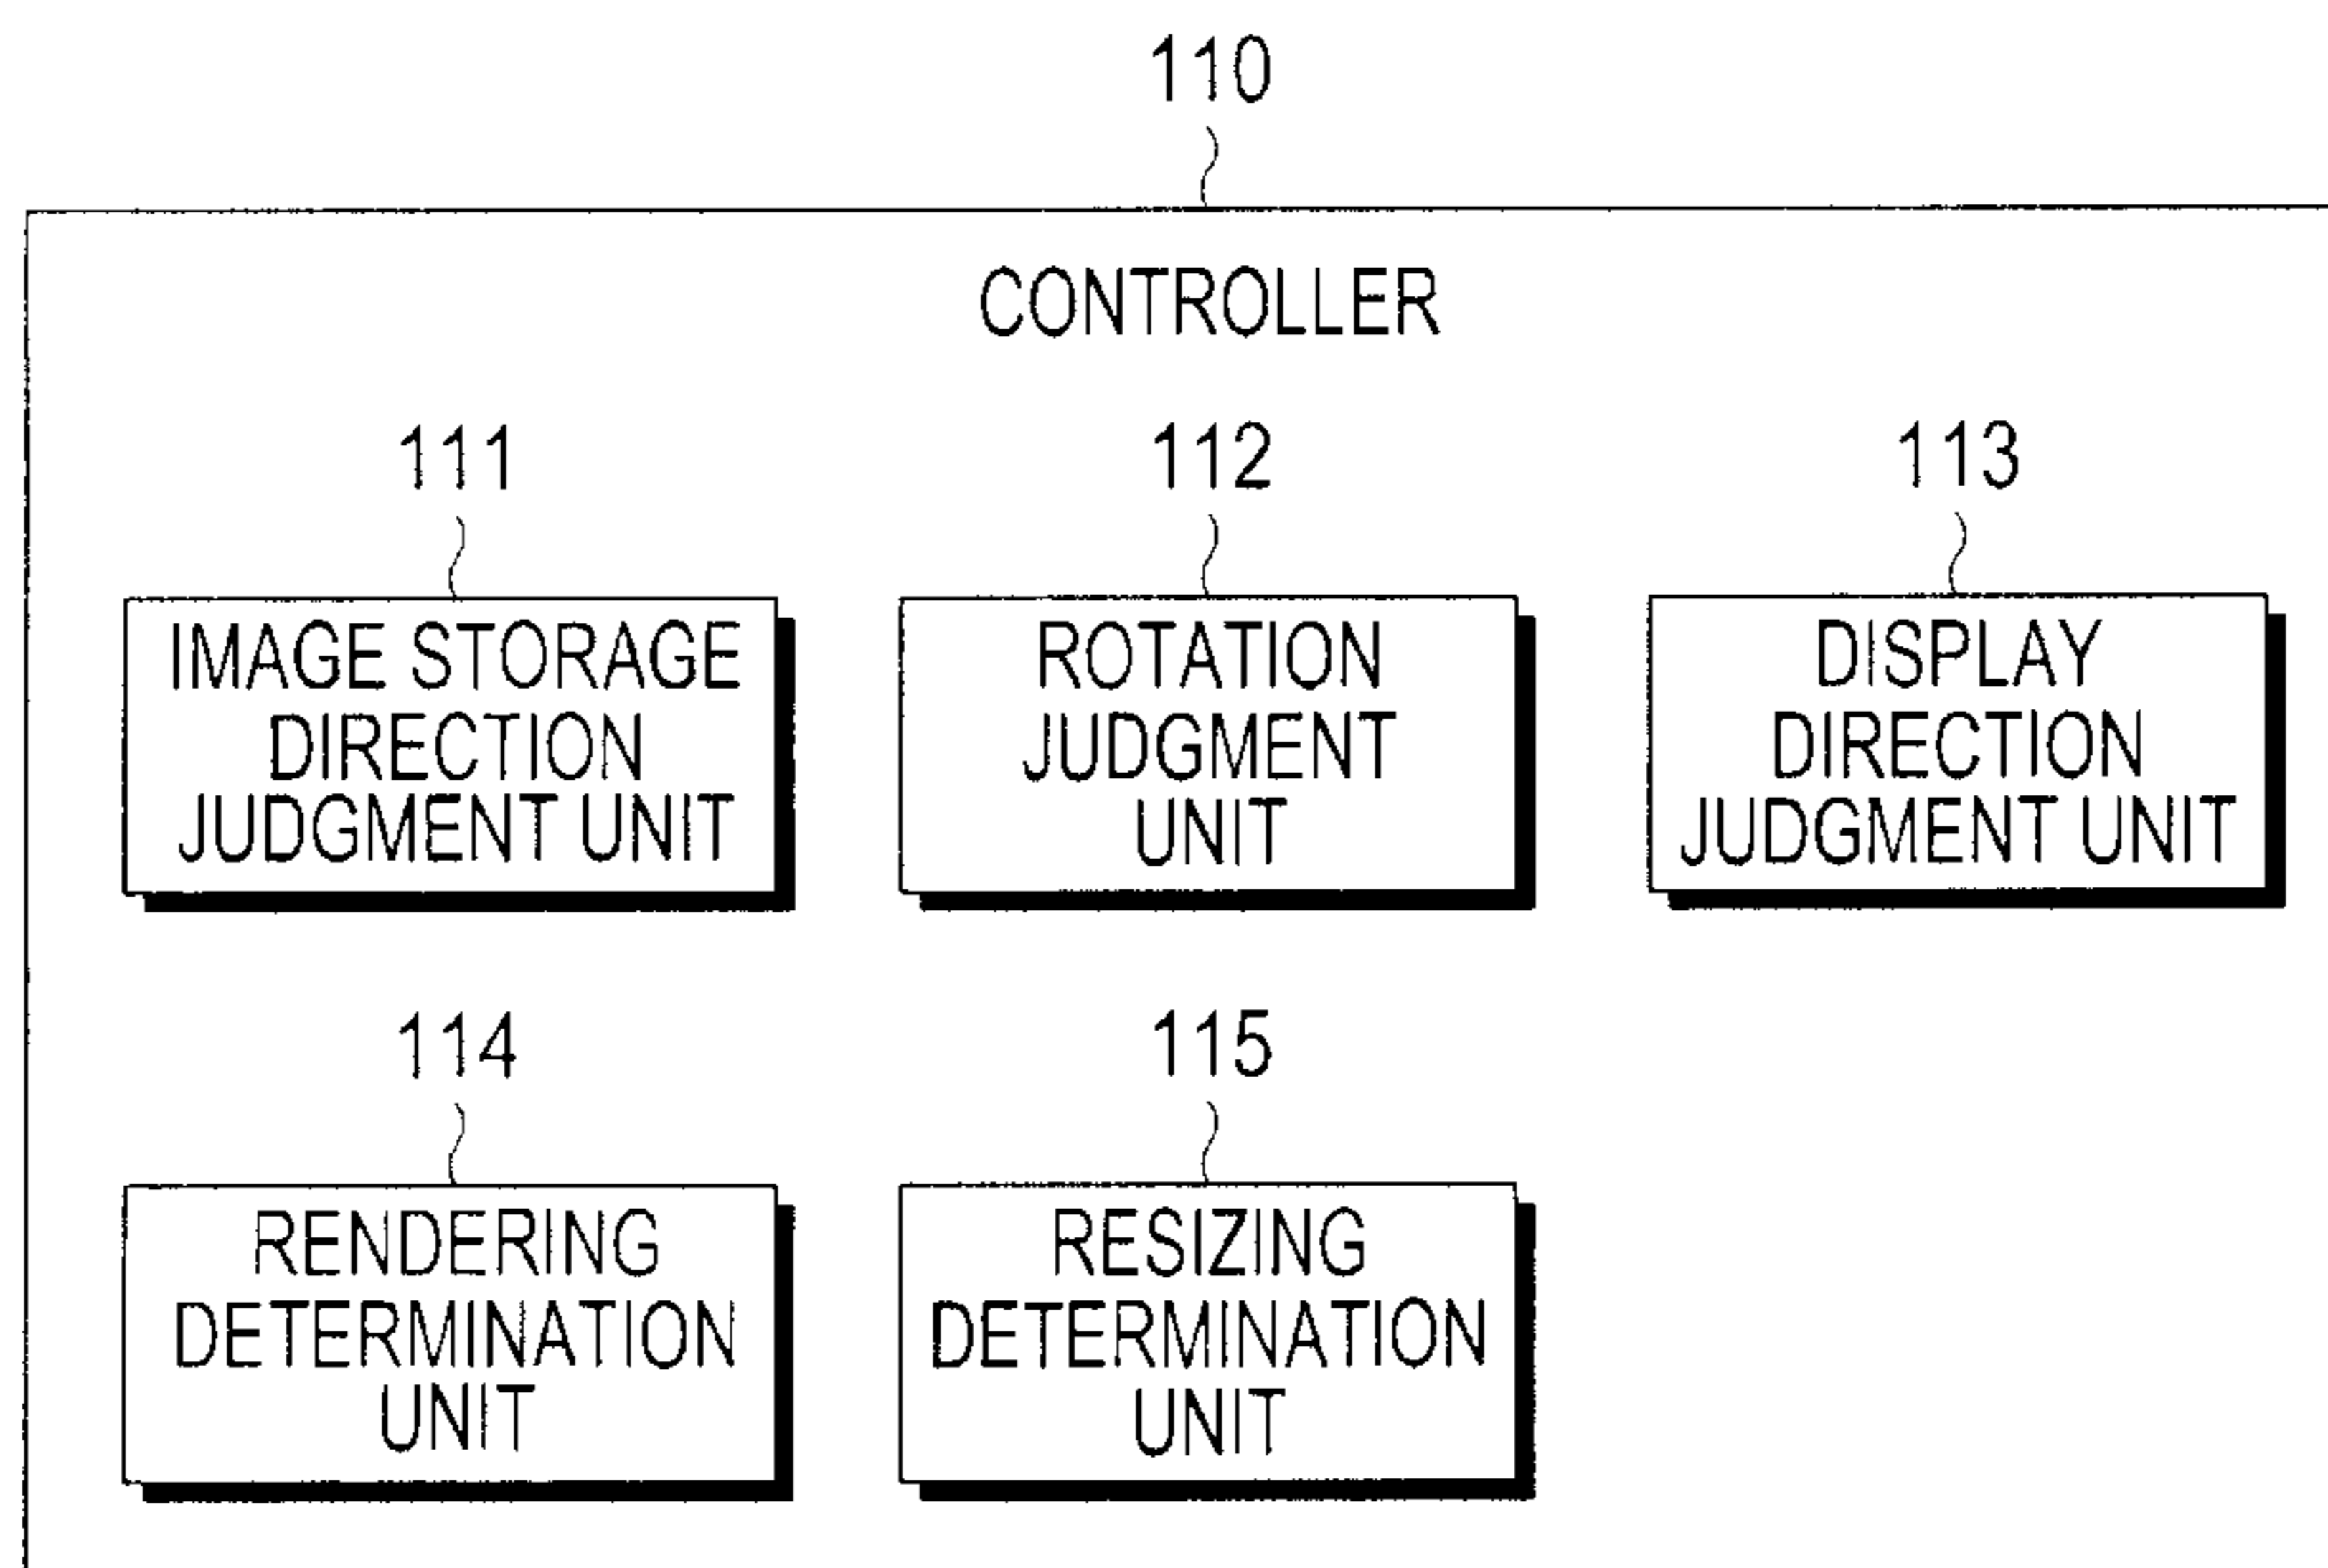 110
CONTROLLER
111
112
113
IMAGE STORAGE
DIRECTION
JUDGMENT UNIT
ROTATION
JUDGMENT
UNIT
DISPLAY
DIRECTION
JUDGMENT UNIT
114
115
RENDERING
DETERMINATION
UNIT
RESIZING
DETERMINATION
UNIT